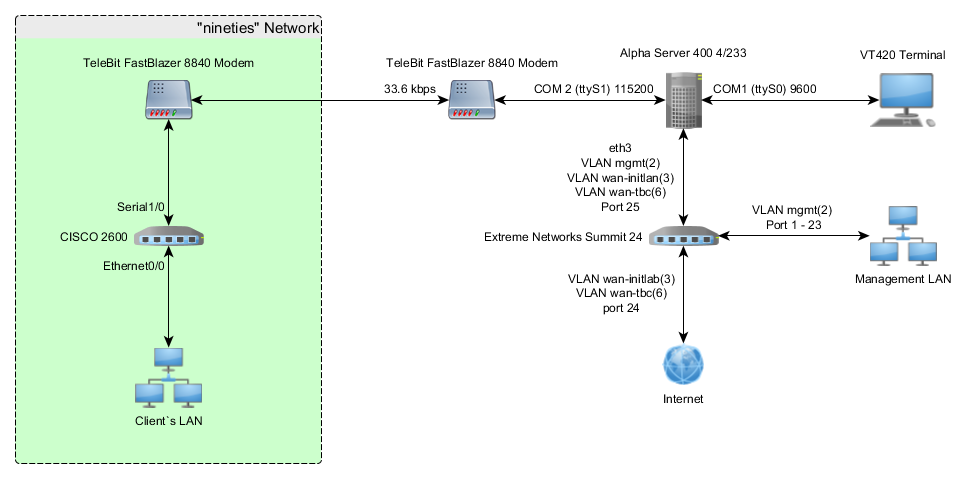 "nineties" Network
TeleBit FastBlazer 8840 Modem
TeleBit FastBlazer 8840 Modem
Alpha Server 400 4/233
VT420 Terminal
33.6 kbps
COM 2 (ttyS1) 115200
COM1 (ttyS0) 9600
eth3
VLAN mgmt(2)
VLAN wan-initlan(3)
VLAN wan-tbc(6)
Port 25
Serial1/0
CISCO 2600
Ethernet0/0
Extreme Networks Summit 24
VLAN mgmt(2)
Port 1 - 23
Management LAN
VLAN wan-initlab(3)
VLAN wan-tbc(6)
port 24
Internet
Client`s LAN